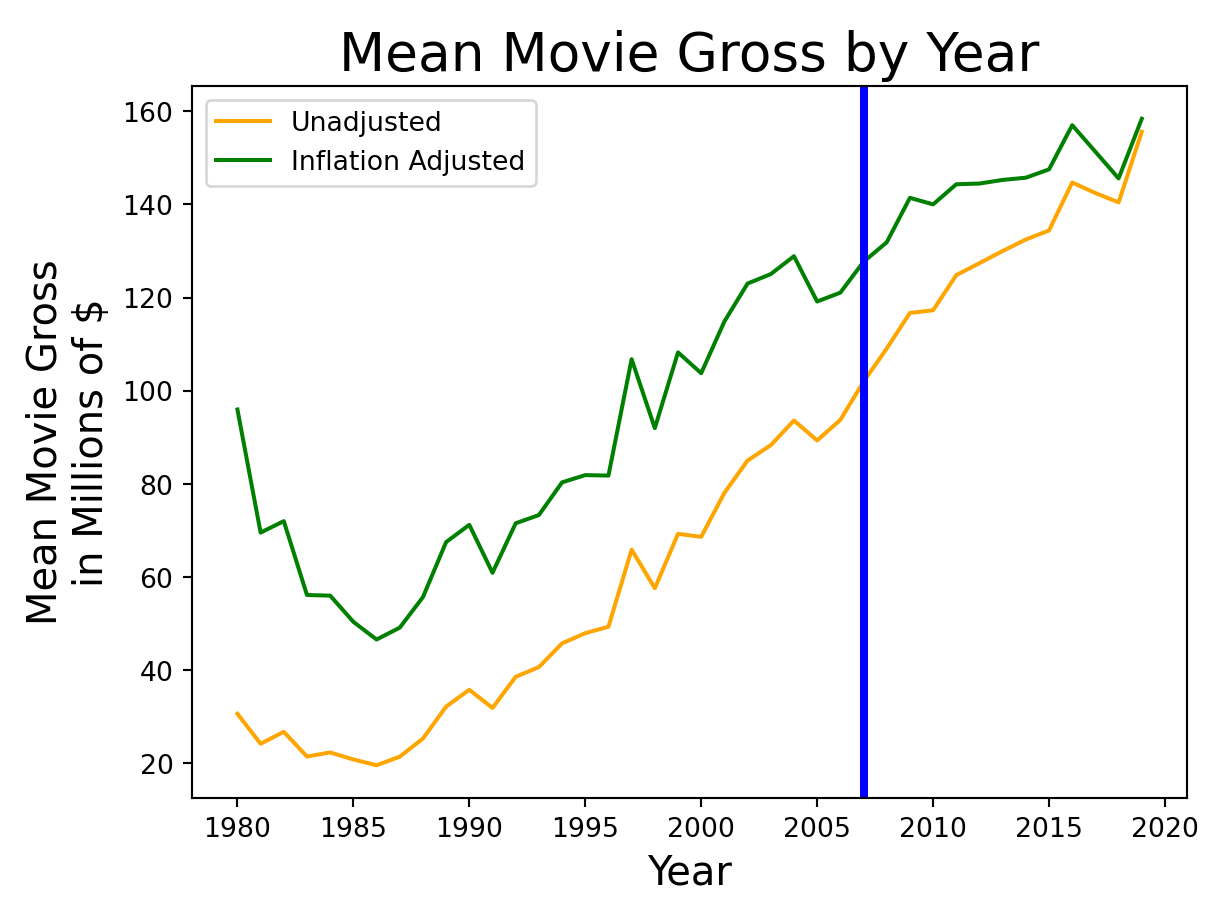 Mean Movie Gross by Year
Unadjusted
Inflation Adjusted
Mean Movie Gross
in Millions of $
160
140
120
100
80
60
40
20
1980 1985 1990 1995 2000 2005 2010 2015 2020
Year